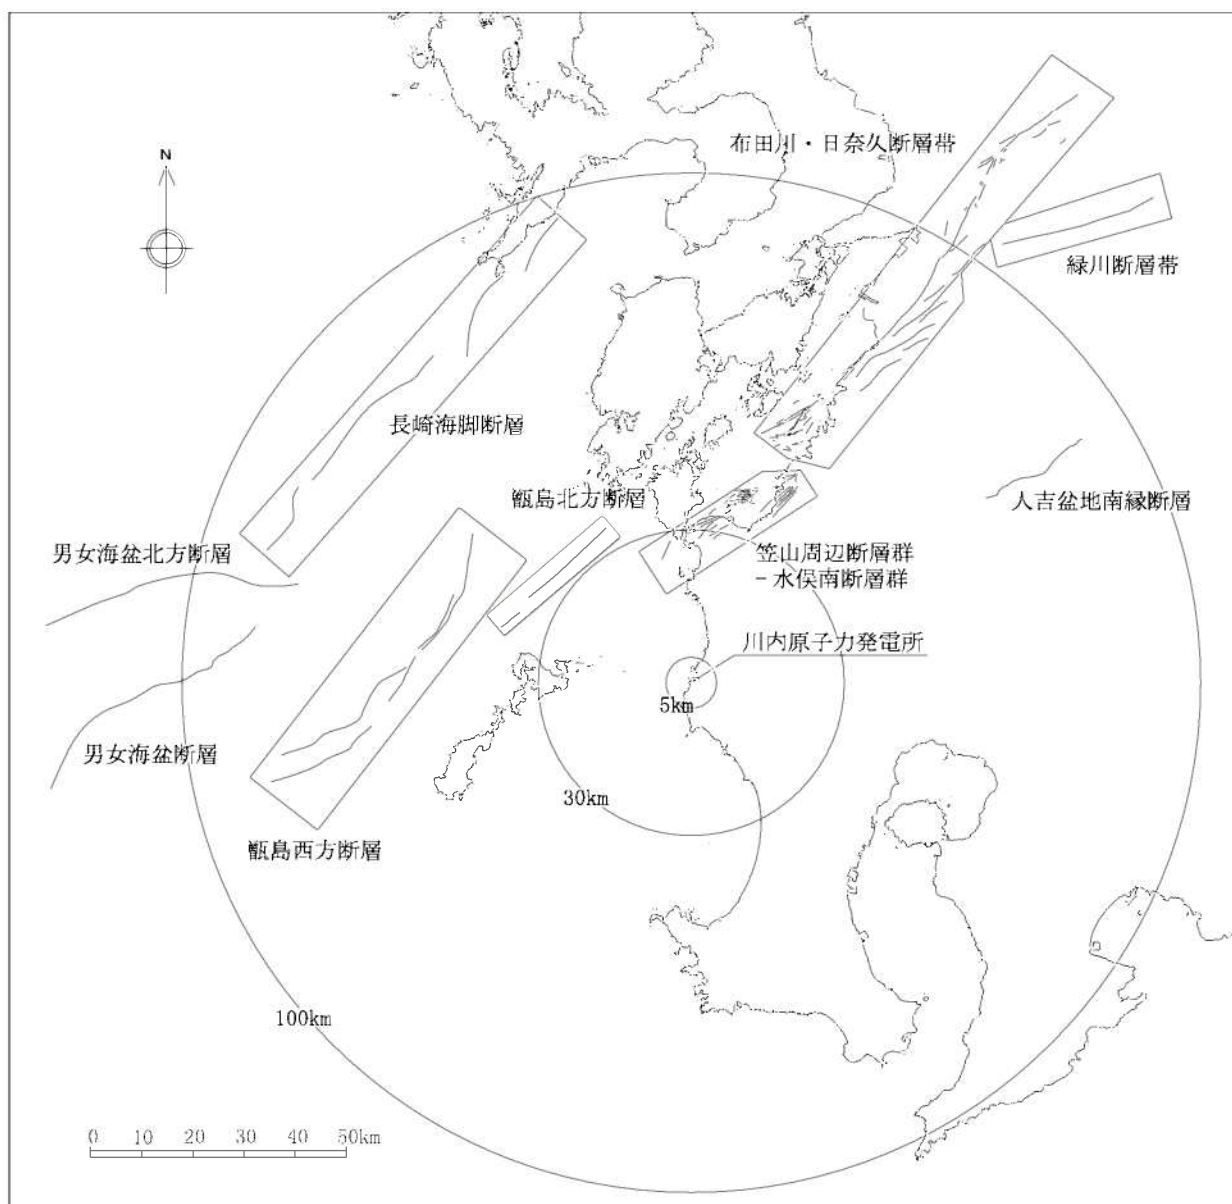 N
布田川・日奈久断層帯
緑川断層帯
長崎海脚断層
甑島北方断層
人吉盆地南縁断層
男女海盆北方断層
笠山周辺断層群
－水俣南断層群
川内原子力発電所
5km
男女海盆断層
30km
甑島西方断層
100km
0 10 20 30 40 50km